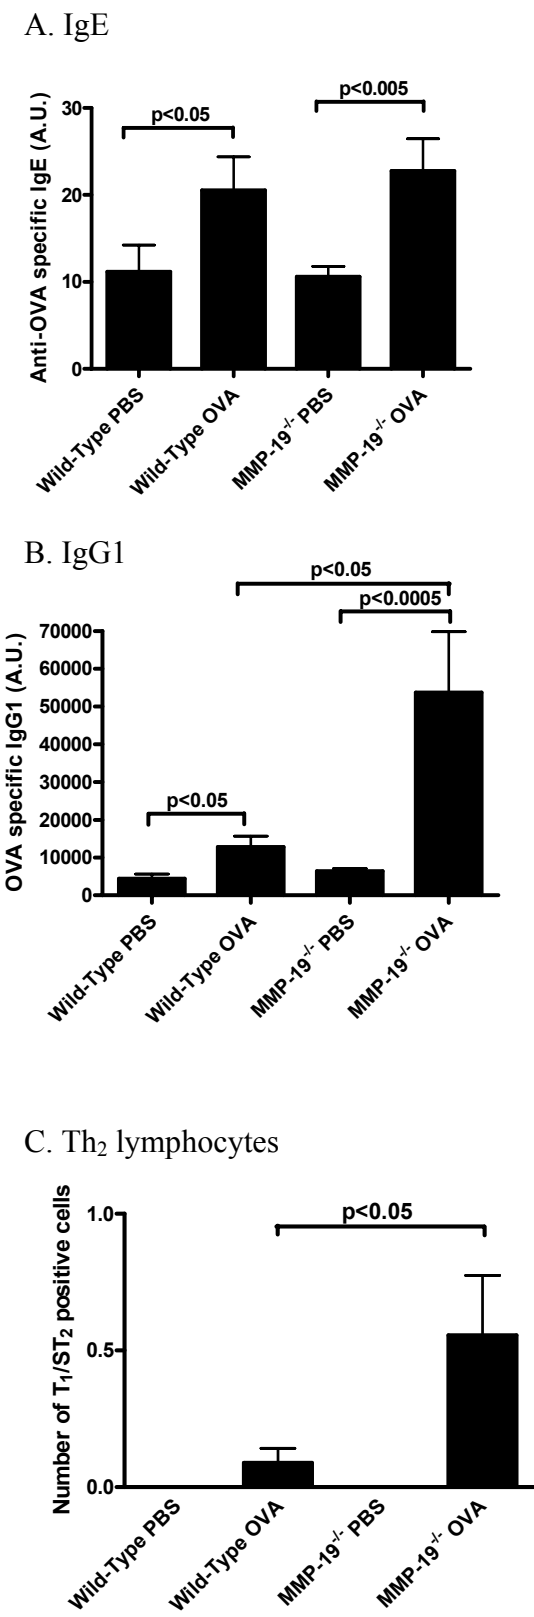 A. IgE
Anti-OVA specific IgE (A.U.)
30
20
10
0
p<0.05
p<0.005
Wild-Type PBS
Wild-Type OVA
MMP-19-/- PBS
MMP-19-/- OVA
B. IgG1
OVA specific IgG1 (A.U.)
70000
60000
50000
40000
30000
20000
10000
0
p<0.05
p<0.0005
p<0.05
Wild-Type PBS
Wild-Type OVA
MMP-19-/- PBS
MMP-19-/- OVA
C. Th2 lymphocytes
Number of T1/ST2 positive cells
1.0
0.5
0.0
p<0.05
Wild-Type PBS
Wild-Type OVA
MMP-19-/- PBS
MMP-19-/- OVA